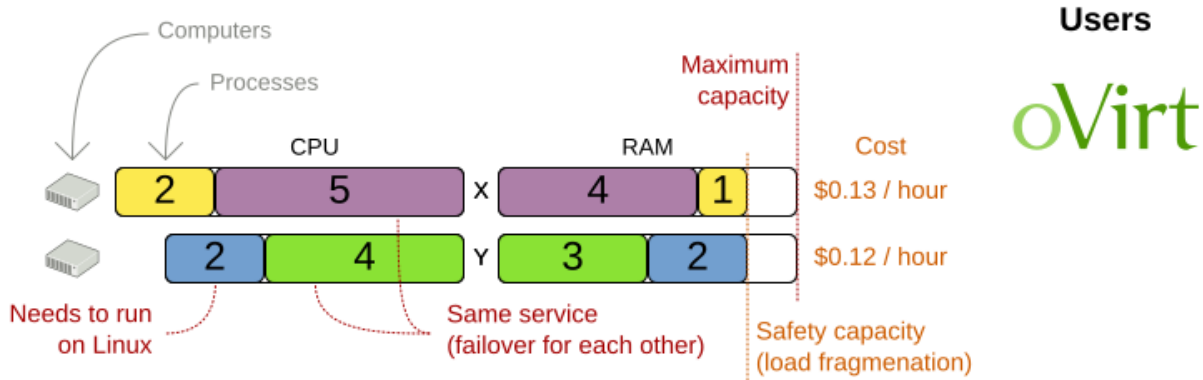 Users
Computers
Processes
Maximum
capacity
oVirt
CPU
RAM
Cost
2
5
X
4
1
$0.13 / hour
2
4
Y
3
2
$0.12 / hour
Needs to run
on Linux
Same service
(failover for each other)
Safety capacity
(load fragmenation)